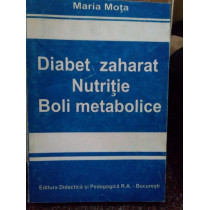 Maria Moța
Diabet zaharat
Nutriție
Boli metabolice
Editura Didactică și Pedagogică R.A. - București